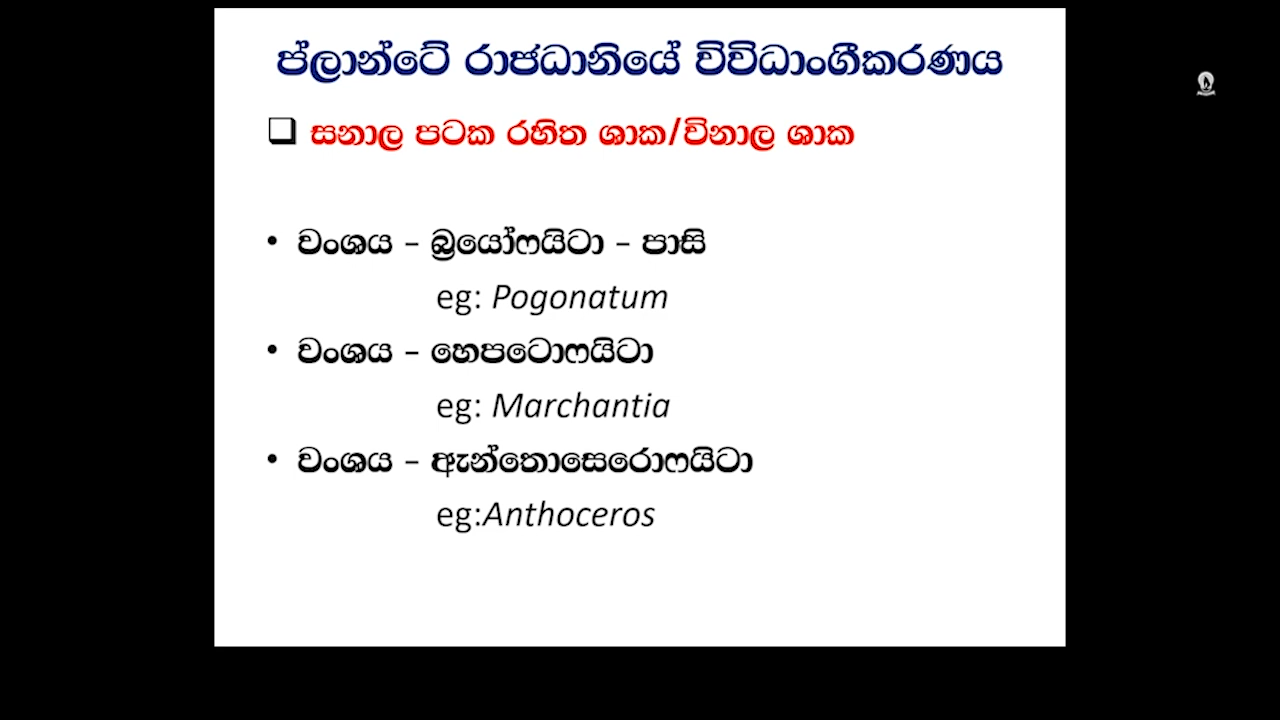 ප්ලාන්ටේ රාජධානියේ විවිධාංගීකරණය
❑ සනාල පටක රහිත ශාක/විනාල ශාක
• වංශය – බ්‍රයෝෆයිටා – පාසි
eg: Pogonatum
• වංශය – හෙපටොෆයිටා
eg: Marchantia
• වංශය – ඇන්තොසෙරොෆයිටා
eg:Anthoceros